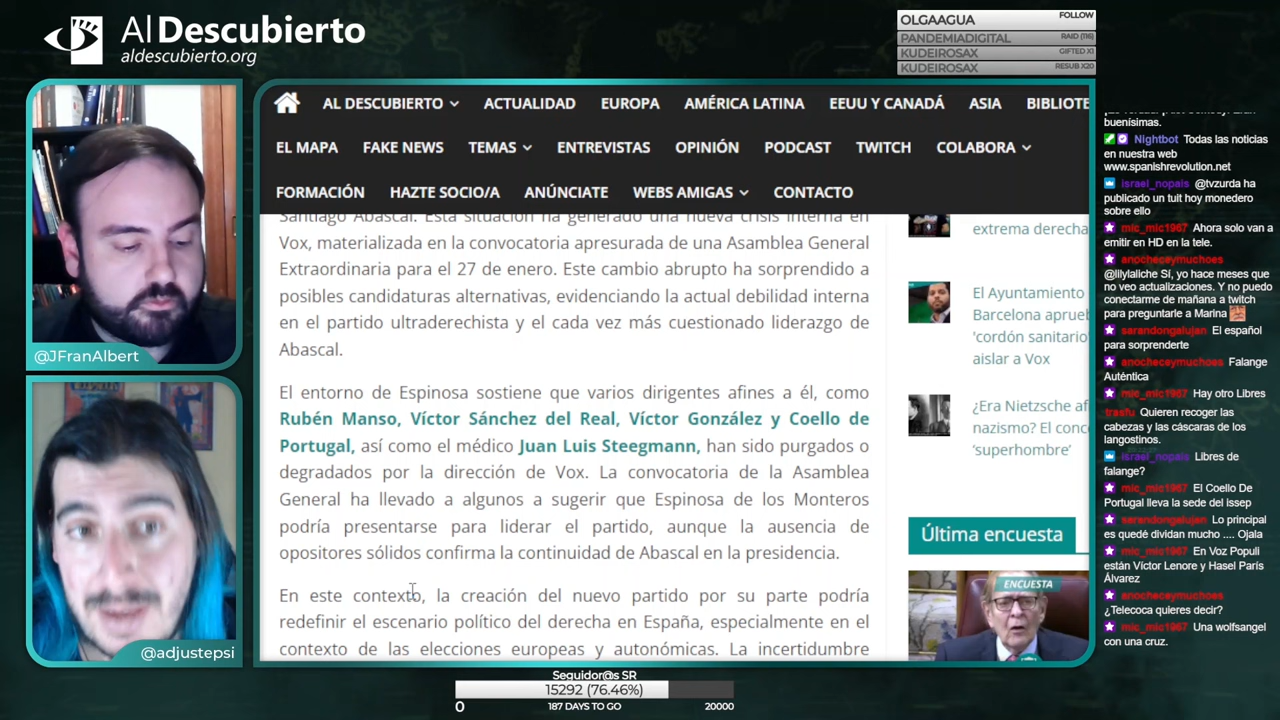 Al Descubierto
aldescubierto.org
OLGAAGUA FOLLOW
PANDEMIADIGITAL RAID (116)
KUDEIROSAX GIFTED X1
KUDEIROSAX RESUB X20
AL DESCUBIERTO ACTUALIDAD EUROPA AMÉRICA LATINA EEUU Y CANADÁ ASIA BIBLIOTE
EL MAPA FAKE NEWS TEMAS ENTREVISTAS OPINIÓN PODCAST TWITCH COLABORA
FORMACIÓN HAZTE SOCIO/A ANÚNCIATE WEBS AMIGAS CONTACTO
Santiago Abascal. Esta situación ha generado una nueva crisis interna en
Vox, materializada en la convocatoria apresurada de una Asamblea General
Extraordinaria para el 27 de enero. Este cambio abrupto ha sorprendido a
posibles candidaturas alternativas, evidenciando la actual debilidad interna
en el partido ultraderechista y el cada vez más cuestionado liderazgo de
Abascal.
El entorno de Espinosa sostiene que varios dirigentes afines a él, como
Rubén Manso, Víctor Sánchez del Real, Víctor González y Coello de
Portugal, así como el médico Juan Luis Steegmann, han sido purgados o
degradados por la dirección de Vox. La convocatoria de la Asamblea
General ha llevado a algunos a sugerir que Espinosa de los Monteros
podría presentarse para liderar el partido, aunque la ausencia de
opositores sólidos confirma la continuidad de Abascal en la presidencia.
En este contexto, la creación del nuevo partido por su parte podría
redefinir el escenario político del derecha en España, especialmente en el
contexto de las elecciones europeas y autonómicas. La incertidumbre
extrema derecha
El Ayuntamiento
Barcelona aprueb
'cordón sanitario'
aislar a Vox
¿Era Nietzsche af
nazismo? El conce
'superhombre'
Última encuesta
ENCUESTA
@JFranAlbert
@adjustepsi
buenísimas.
Nightbot Todas las noticias
en nuestra web
www.spanishrevolution.net
israel_nopais @tvzurda ha
publicado un tuit hoy monedero
sobre ello
mic_mic1967 Ahora solo van a
emitir en HD en la tele.
anocheceymuchoes
@lillylaliche Sí, yo hace meses que
no veo actualizaciones. Y no puedo
conectarme de mañana a twitch
para preguntarle a Marina
sarandongalujan El español
para sorprenderte
anocheceymuchoes Falange
Auténtica
mic_mic1967 Hay otro Libres
trasfu Quieren recoger las
cabezas y las cáscaras de los
langostinos.
israel_nopais Libres de
falange?
mic_mic1967 El Coello De
Portugal lleva la sede del Issep
sarandongalujan Lo principal
es quedé dividan mucho .... Ojala
mic_mic1967 En Voz Populi
están Víctor Lenore y Hasel París
Álvarez
anocheceymuchoes
¿Telecoca quieres decir?
mic_mic1967 Una wolfsangel
con una cruz.
Seguidor@s SR
15292 (76.46%)
0 187 DAYS TO GO 20000